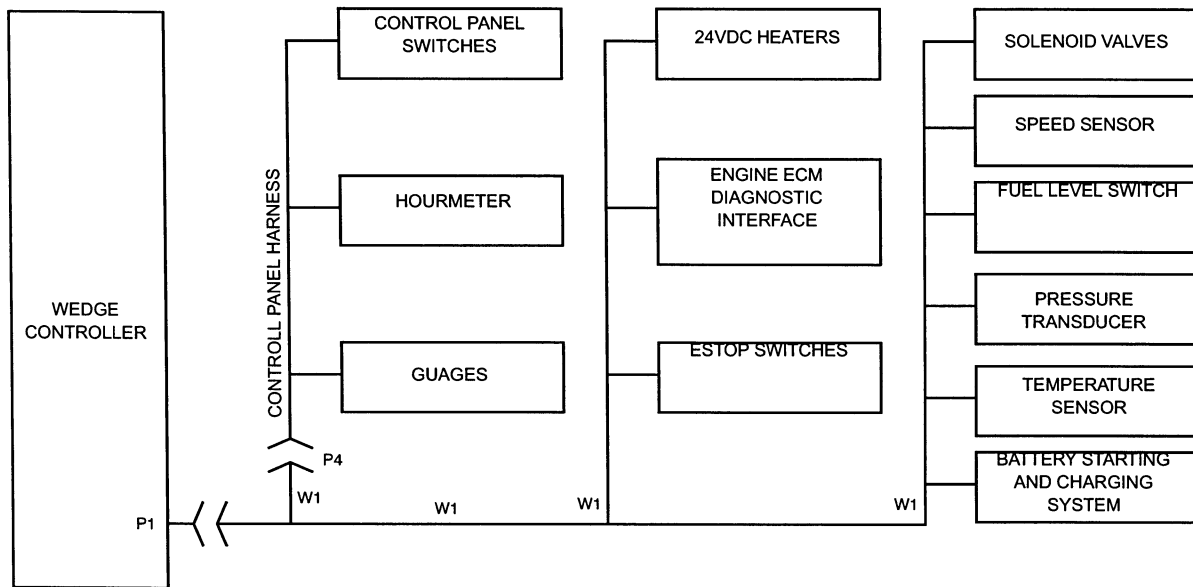 WEDGE
CONTROLLER
P1
CONTROLL PANEL HARNESS
P4
W1
W1
CONTROL PANEL
SWITCHES
HOURMETER
GUAGES
W1
24VDC HEATERS
ENGINE ECM
DIAGNOSTIC
INTERFACE
ESTOP SWITCHES
W1
SOLENOID VALVES
SPEED SENSOR
FUEL LEVEL SWITCH
PRESSURE
TRANSDUCER
TEMPERATURE
SENSOR
BATTERY STARTING
AND CHARGING
SYSTEM